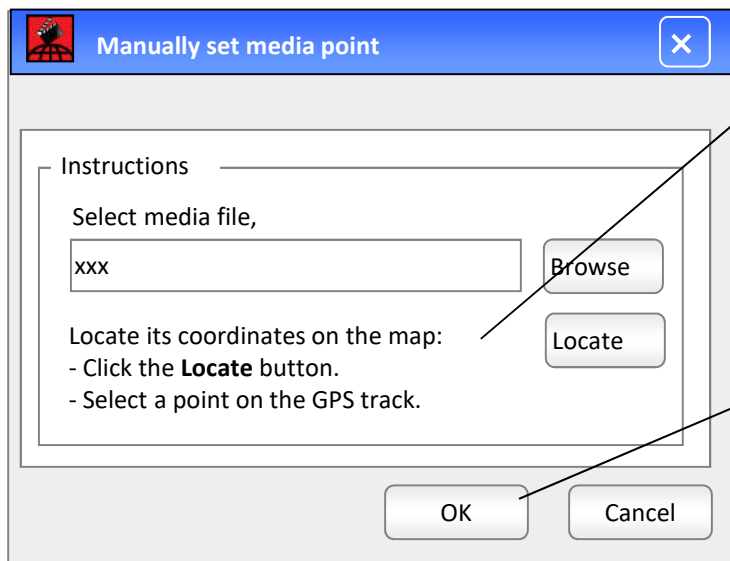 Manually set media point
Instructions
Select media file,
xxx
Browse
Locate its coordinates on the map:
Locate
- Click the Locate button.
- Select a point on the GPS track.
OK
Cancel